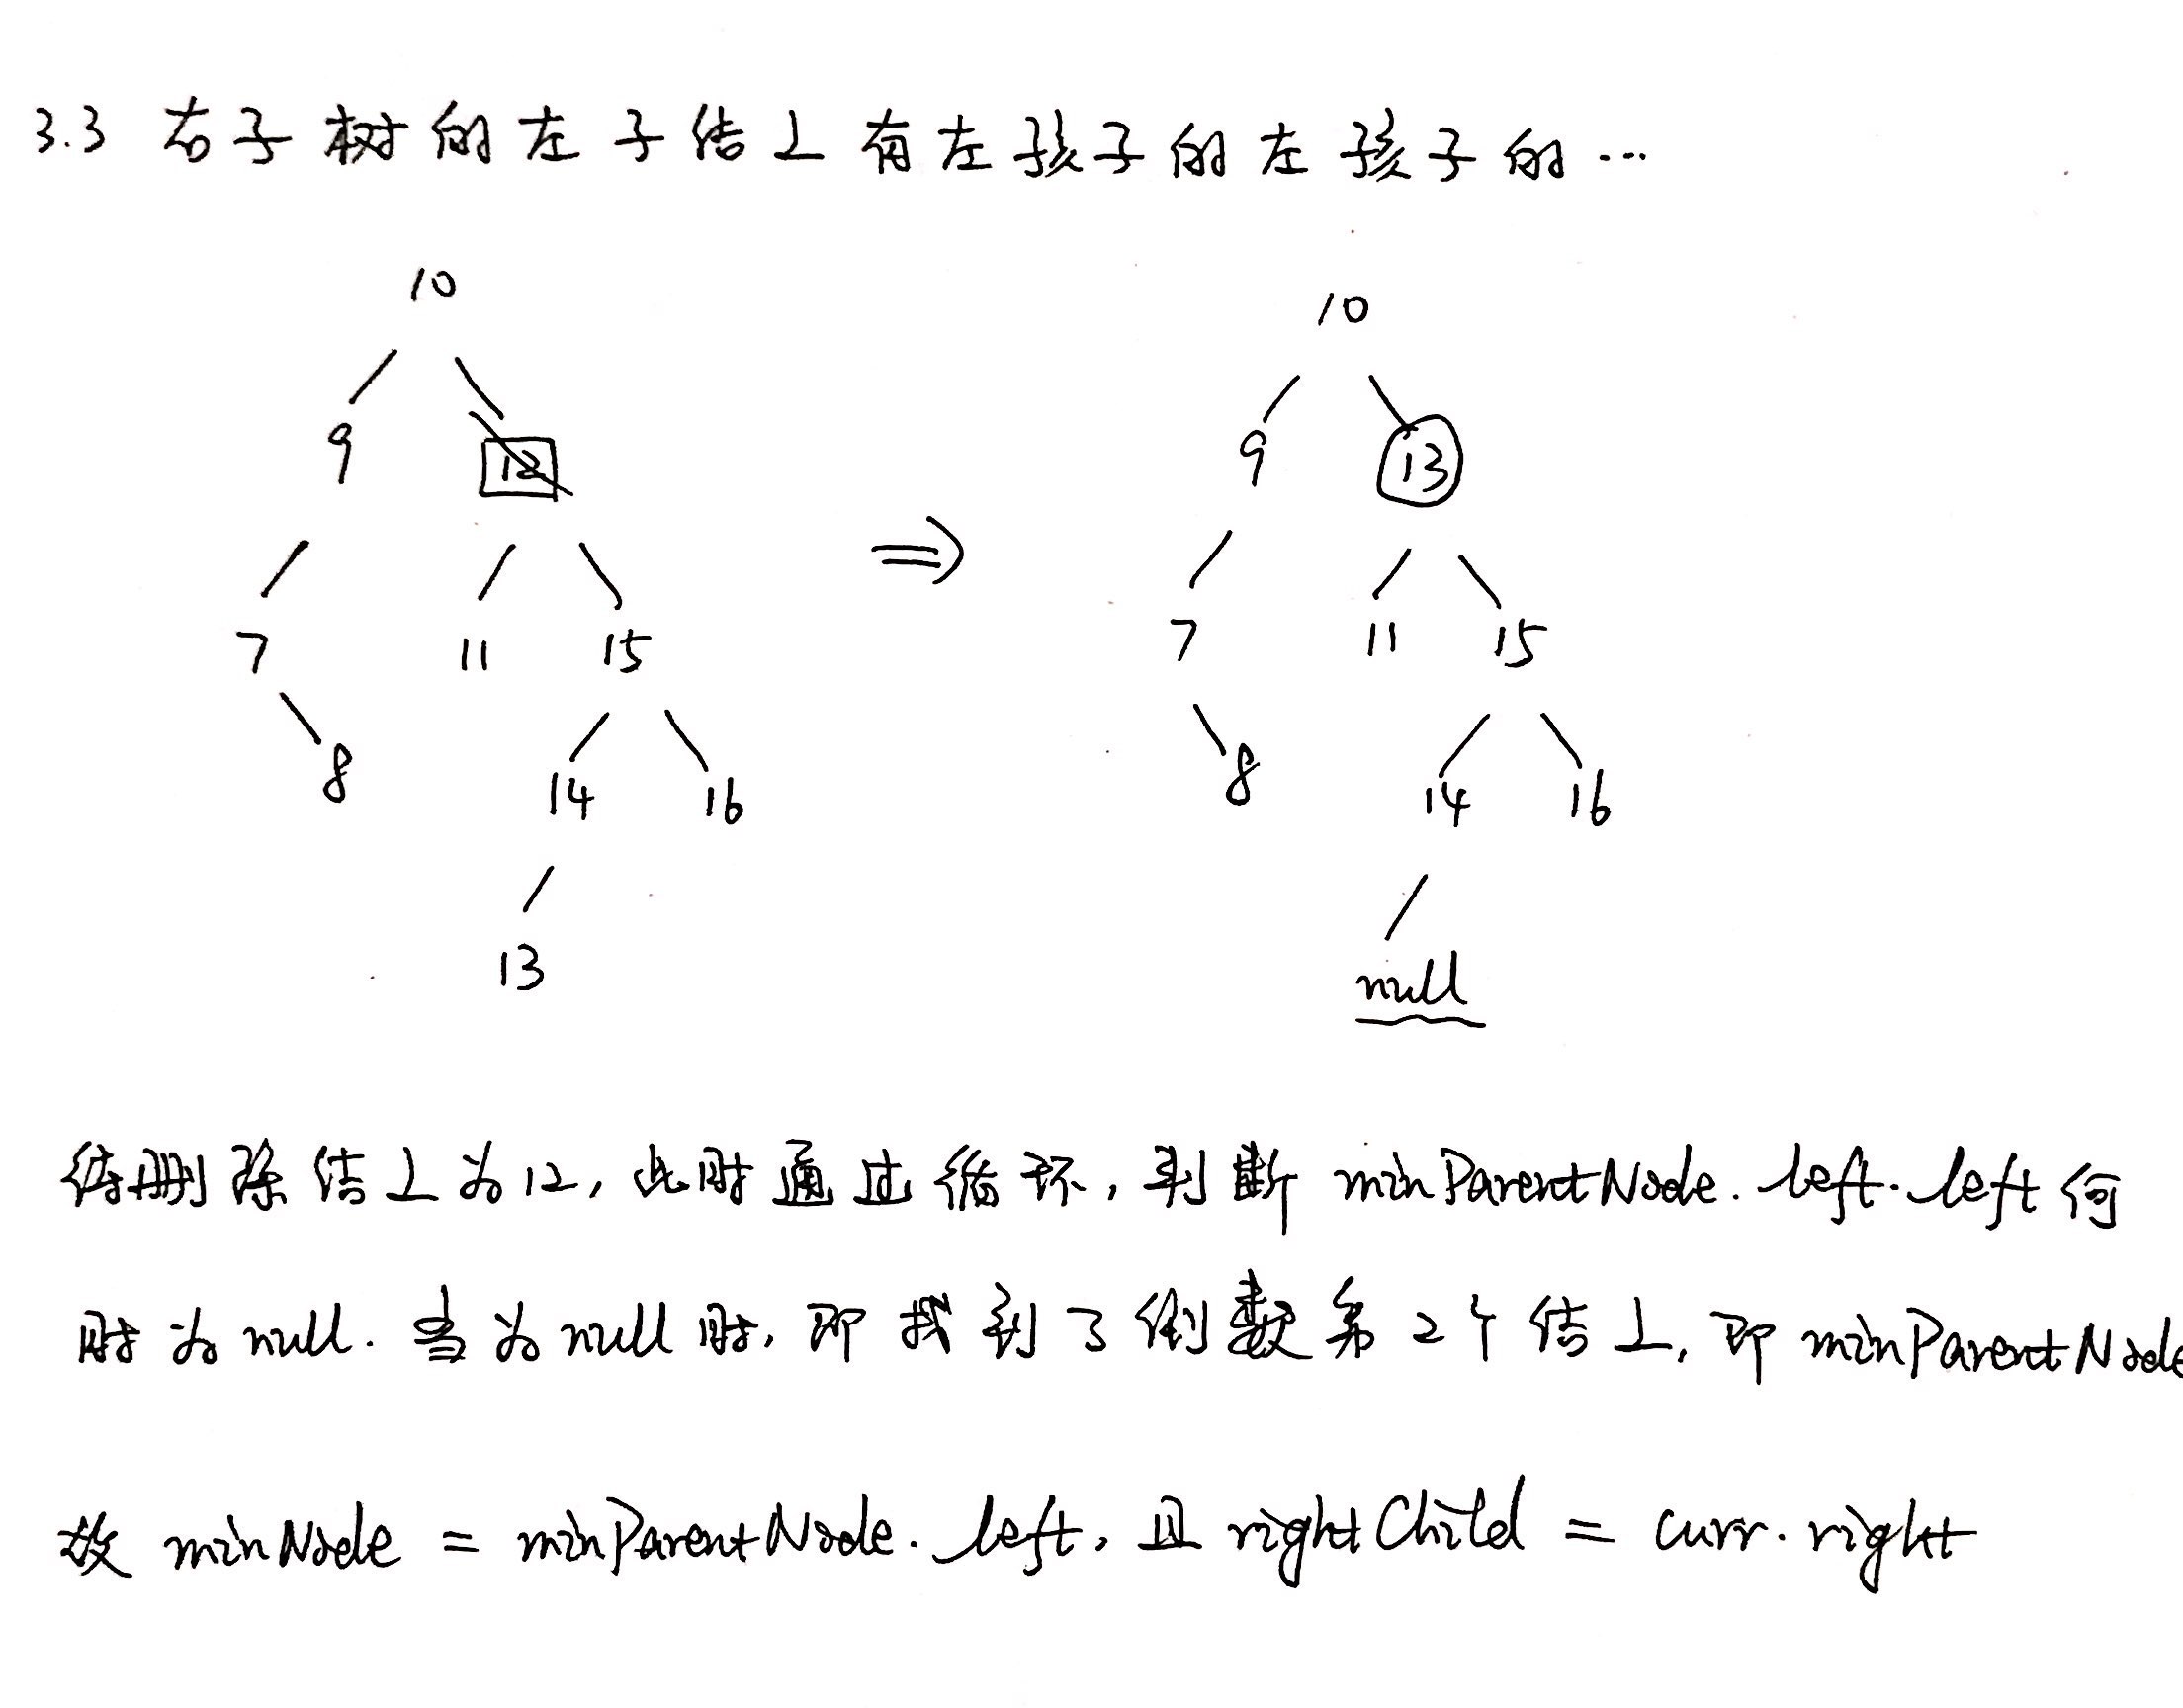 3.3 右子树的左子结上有左孩子的左孩子的…
10 10
9 12 9 13
7 11 15 7 11 15
8 14 16 8 14 16
13 null
待删除结上为12, 此时通过循环, 判断 minParentNode.left.left 何
时为 null. 当为 null 时, 即找到了倒数第2个结上, 即 minParentNode
故 minNode = minParentNode.left, 且 rightChild = curr.right